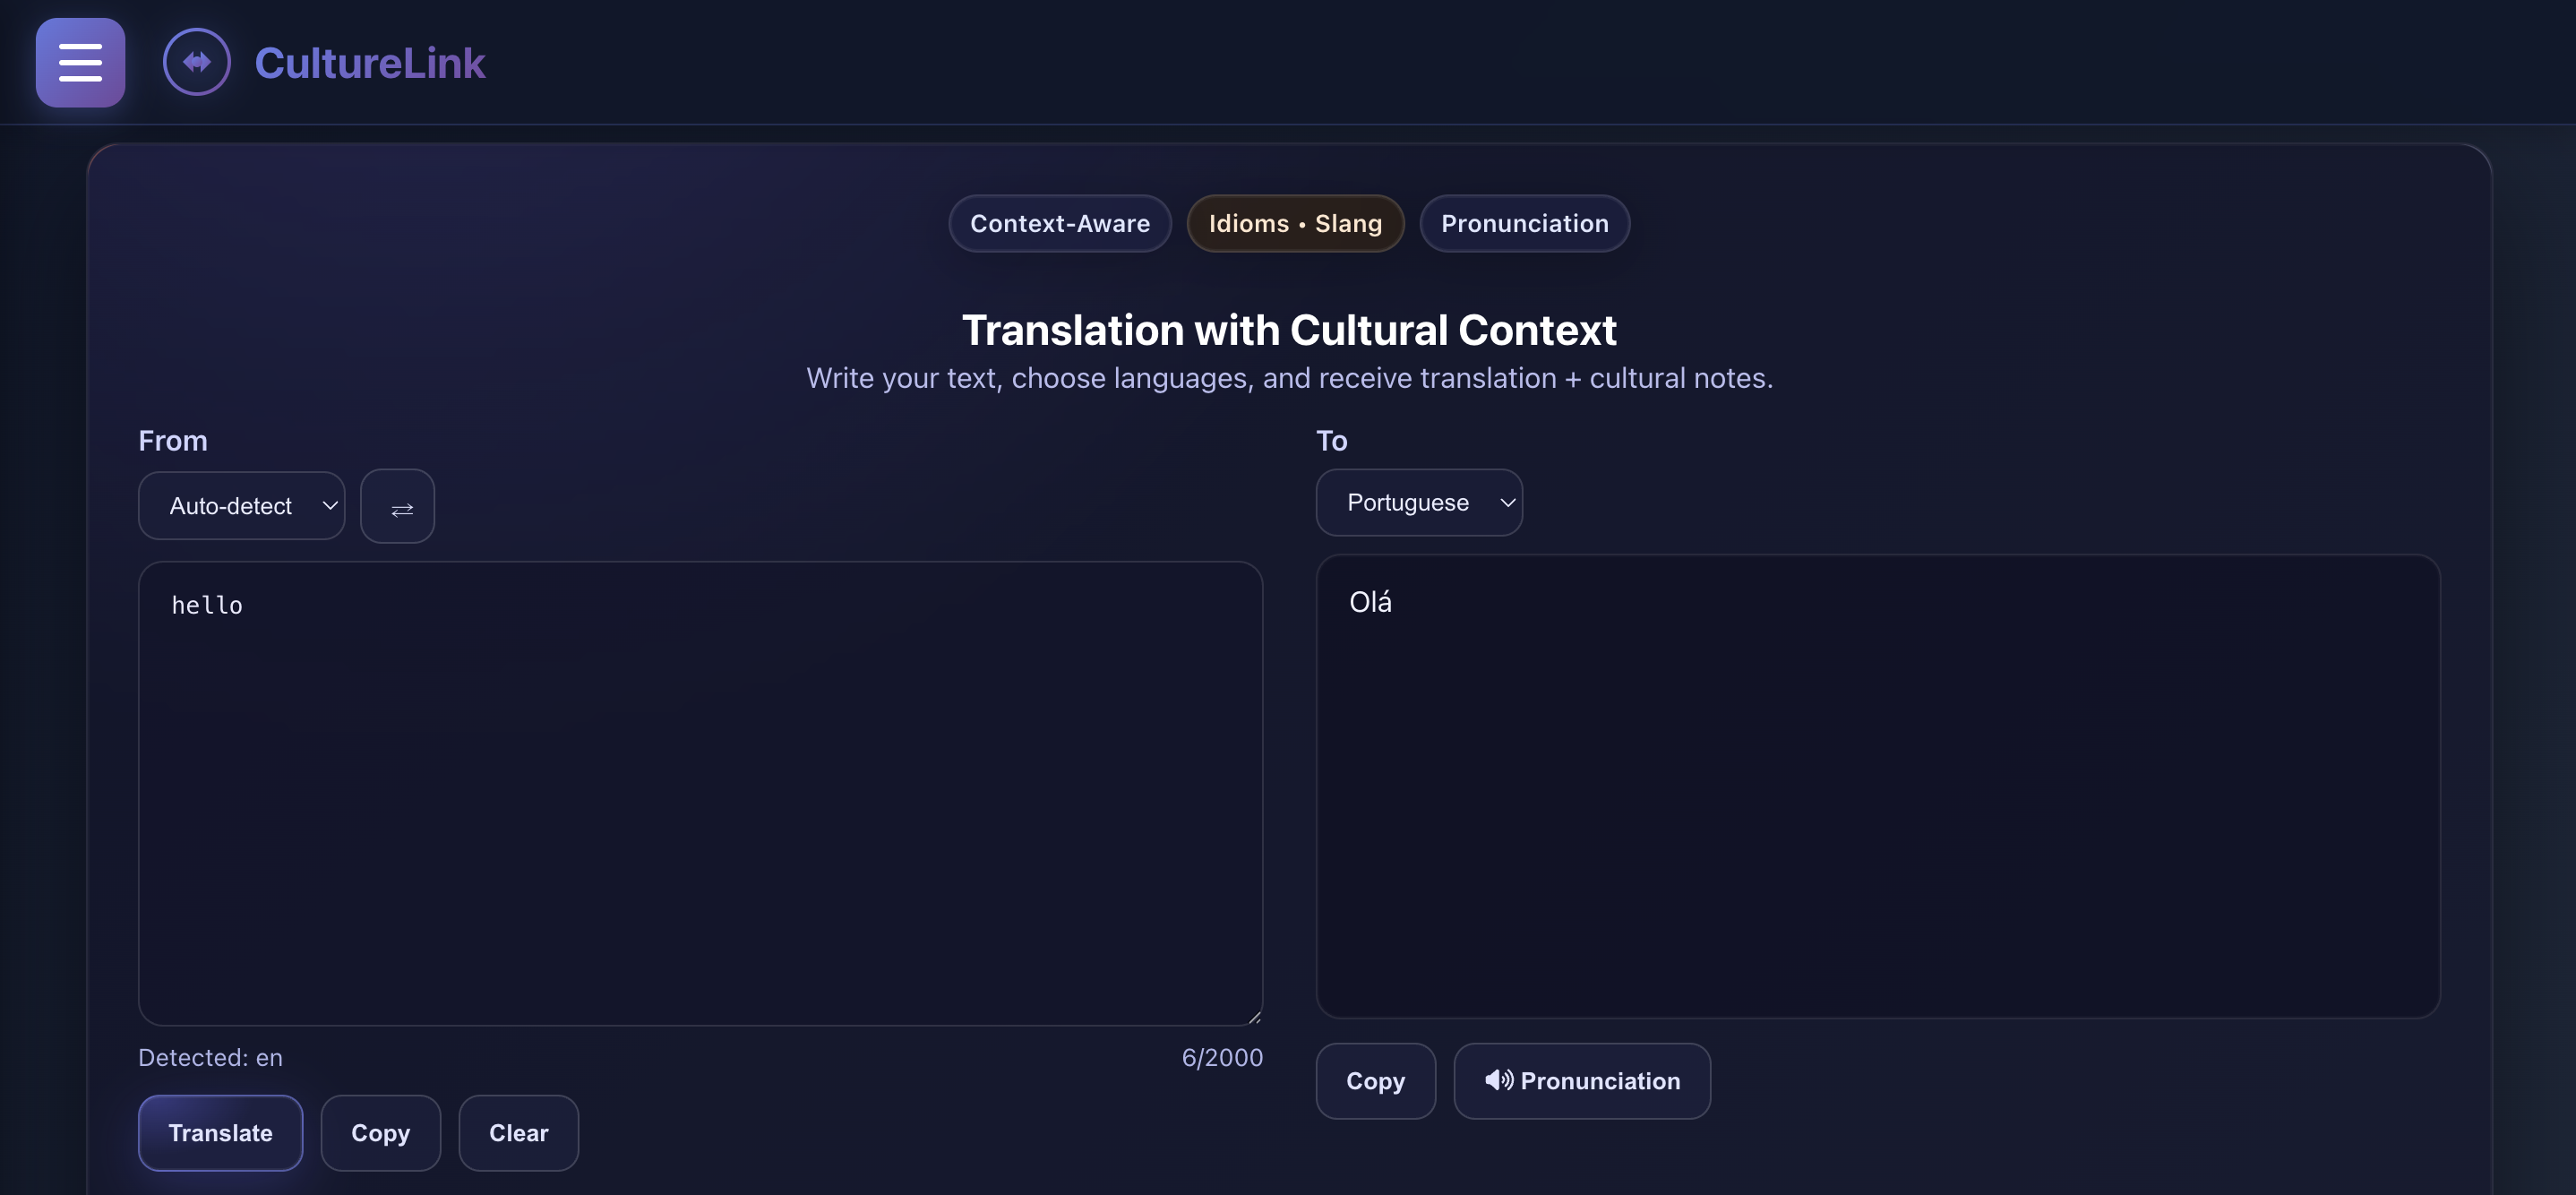 CultureLink
Context-Aware
Idioms • Slang
Pronunciation
Translation with Cultural Context
Write your text, choose languages, and receive translation + cultural notes.
From
Auto-detect
⇄
hello
Detected: en
6/2000
Translate
Copy
Clear
To
Portuguese
Olá
Copy
Pronunciation